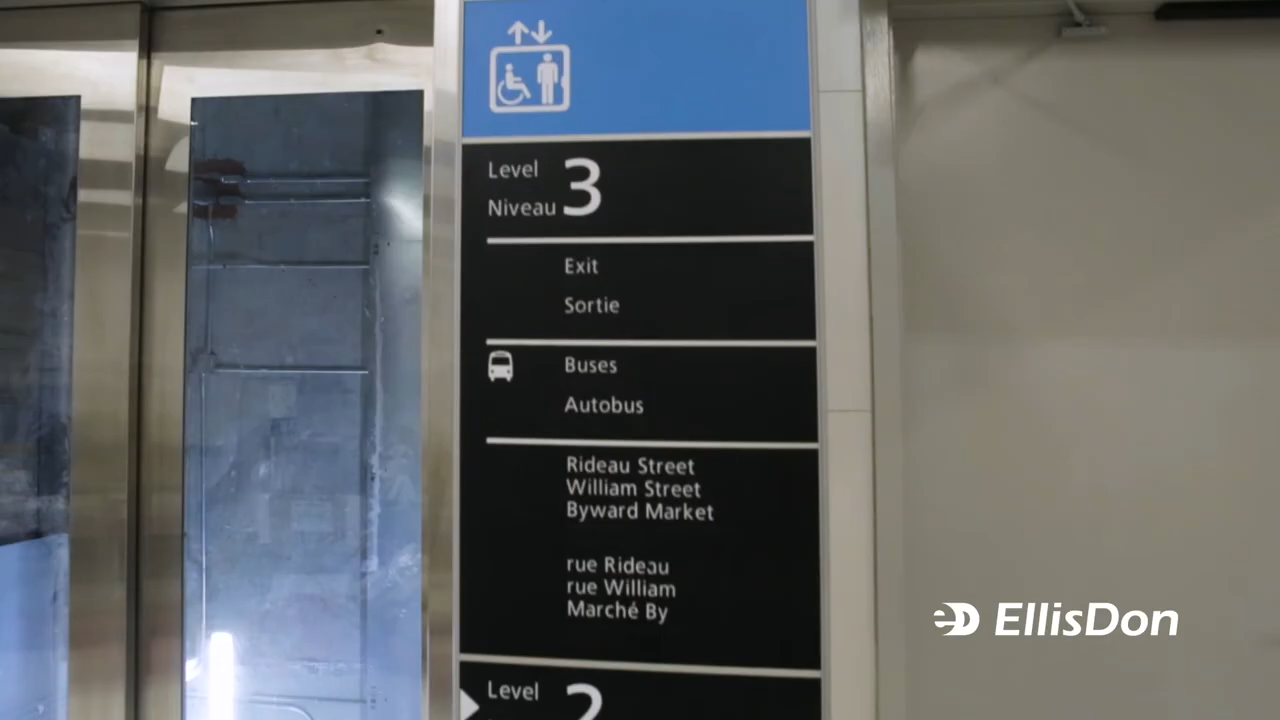 Level 3
Niveau
Exit
Sortie
Buses
Autobus
Rideau Street
William Street
Byward Market
rue Rideau
rue William
Marché By
Level 2
EllisDon